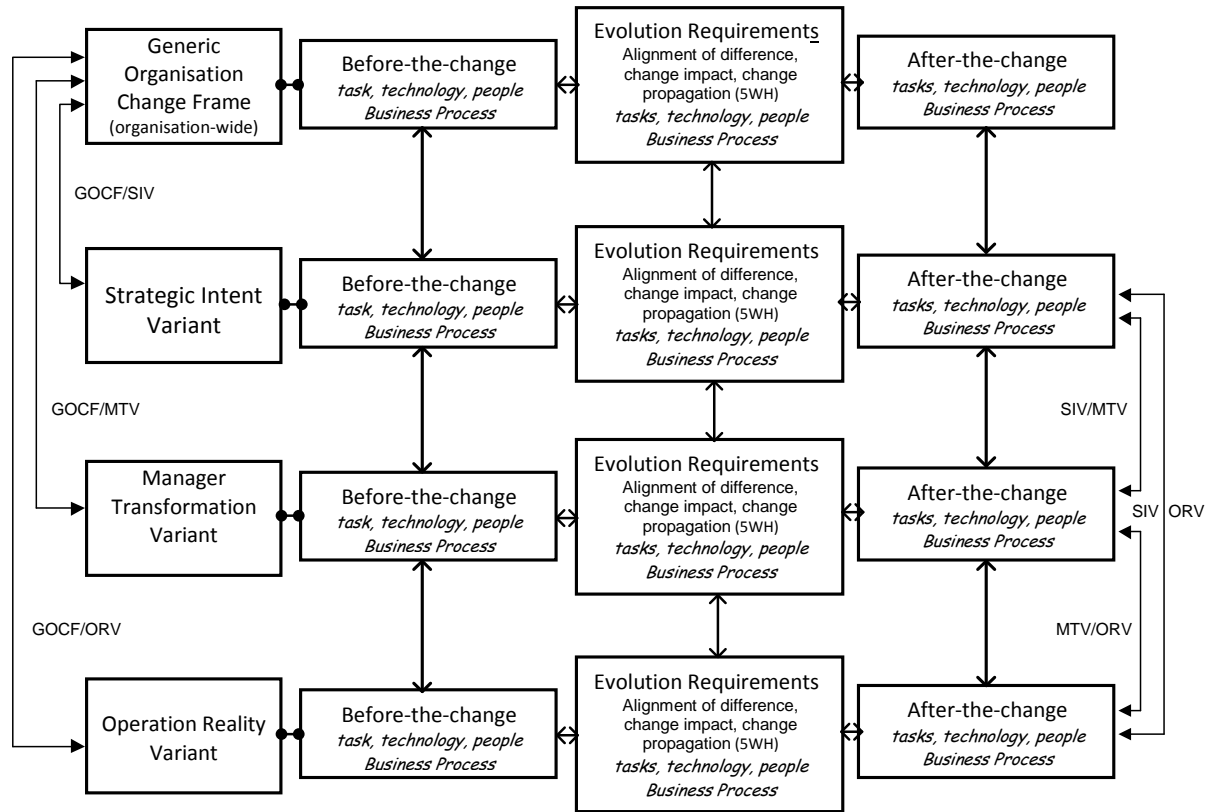 Generic
Organisation
Change Frame
(organisation-wide)
Before-the-change
task, technology, people
Business Process
Evolution Requirements
Alignment of difference,
change impact, change
propagation (5WH)
tasks, technology, people
Business Process
After-the-change
task, technology, people
Business Process
GOCF/SIV
Strategic Intent
Variant
Before-the-change
task, technology, people
Business Process
Evolution Requirements
Alignment of difference,
change impact, change
propagation (5WH)
tasks, technology, people
Business Process
After-the-change
tasks, technology, people
Business Process
GOCF/MTV
SIV/MTV
Manager
Transformation
Variant
Before-the-change
task, technology, people
Business Process
Evolution Requirements
Alignment of difference,
change impact, change
propagation (5WH)
tasks, technology, people
Business Process
After-the-change
tasks, technology, people
Business Process
SIV ORV
GOCF/ORV
MTV/ORV
Operation Reality
Variant
Before-the-change
task, technology, people
Business Process
Evolution Requirements
Alignment of difference,
change impact, change
propagation (5WH)
tasks, technology, people
Business Process
After-the-change
tasks, technology, people
Business Process